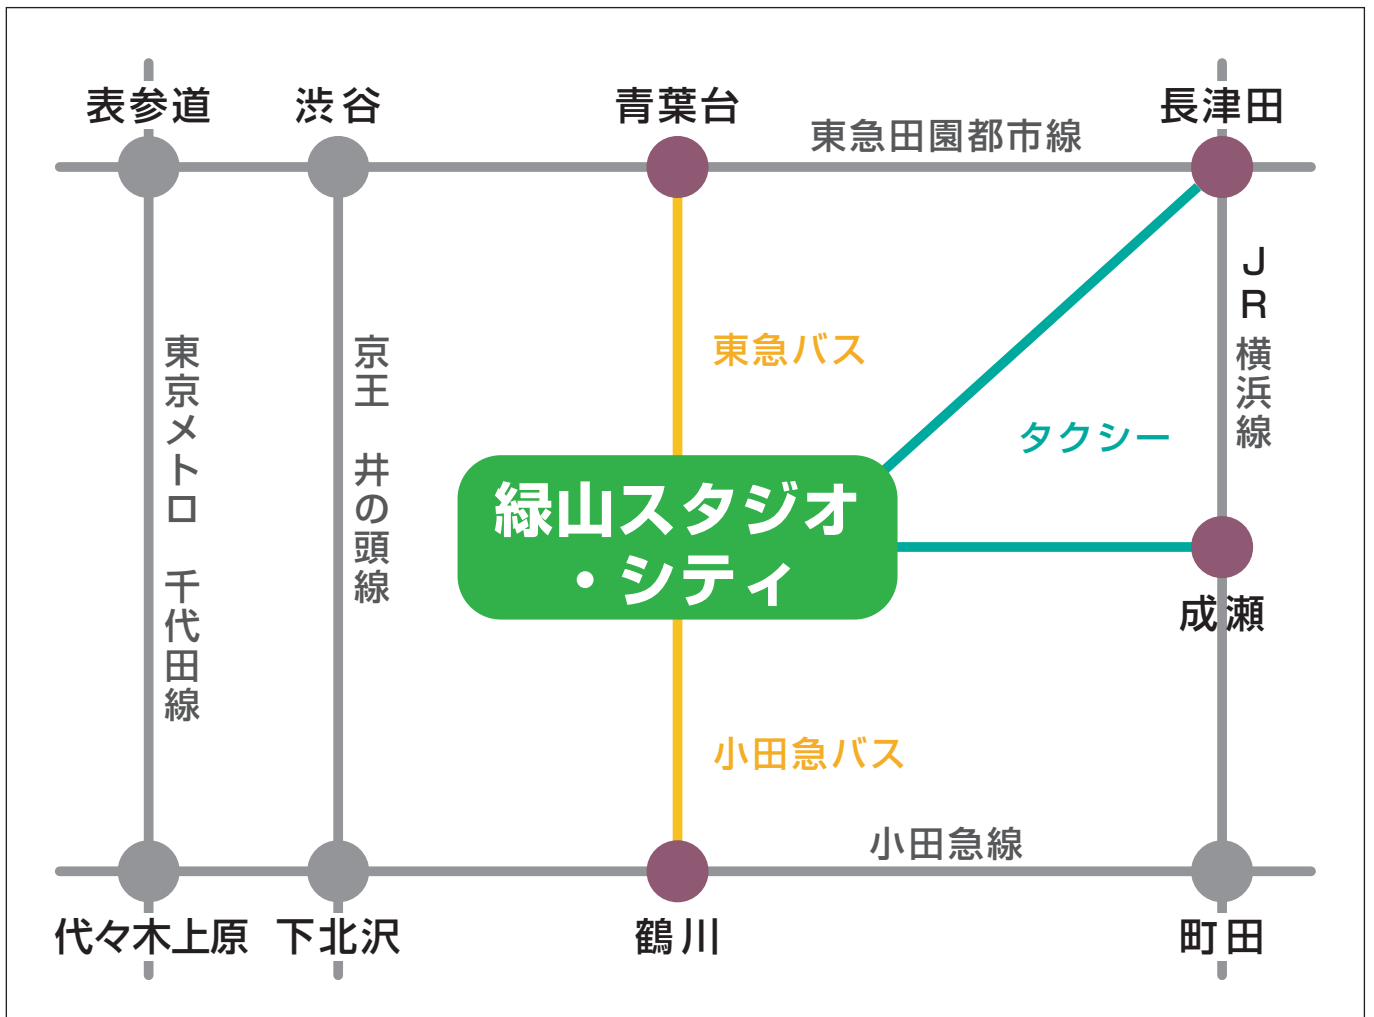 表参道
渋谷
青葉台
長津田
東急田園都市線
JR横浜線
東急バス
東京メトロ 千代田線
京王 井の頭線
タクシー
緑山スタジオ
・シティ
成瀬
小田急バス
小田急線
代々木上原
下北沢
鶴川
町田